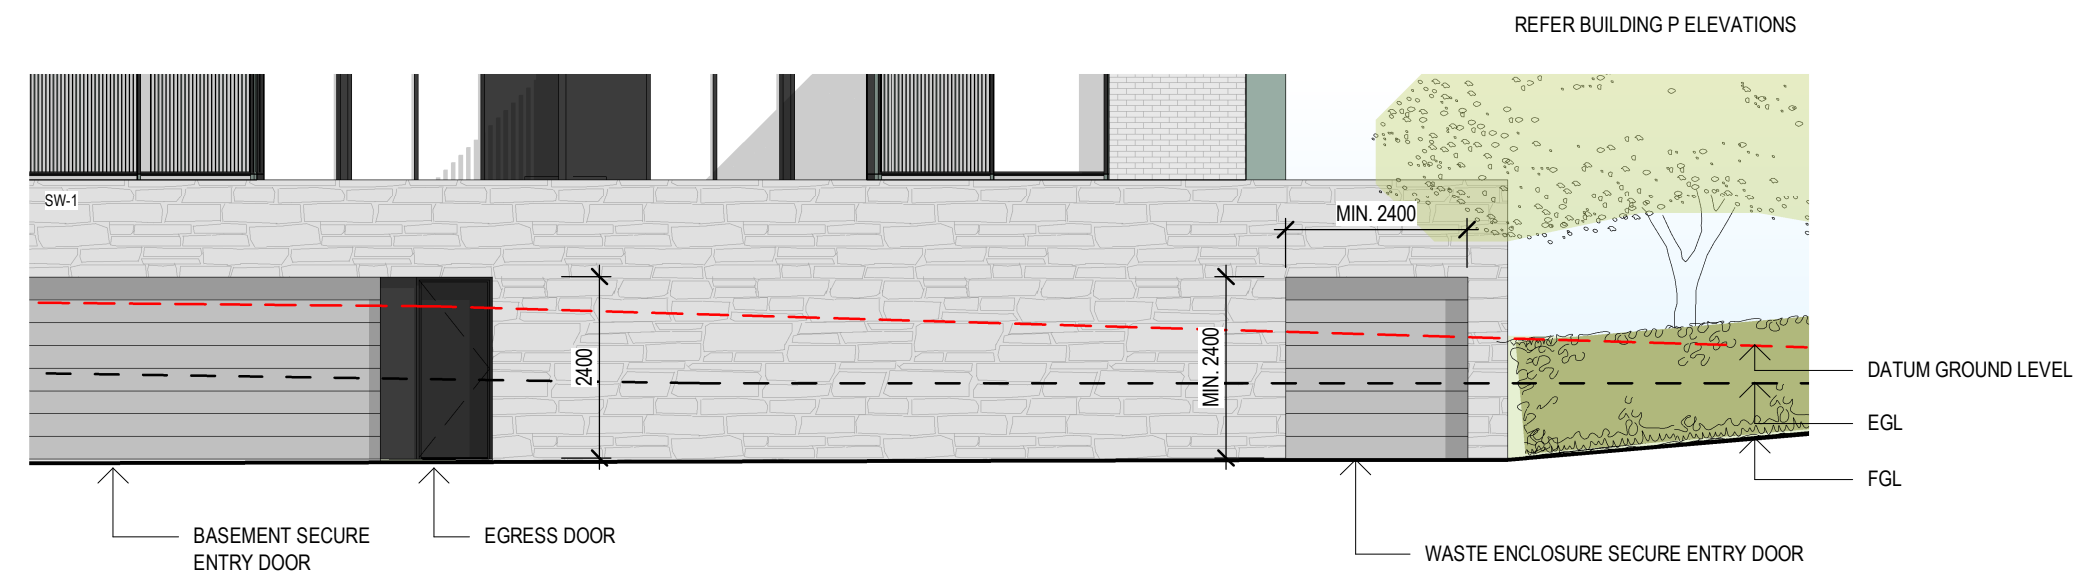 REFER BUILDING P ELEVATIONS
SW-1
MIN. 2400
2400
MIN. 2400
DATUM GROUND LEVEL
EGL
FGL
BASEMENT SECURE
ENTRY DOOR
EGRESS DOOR
WASTE ENCLOSURE SECURE ENTRY DOOR